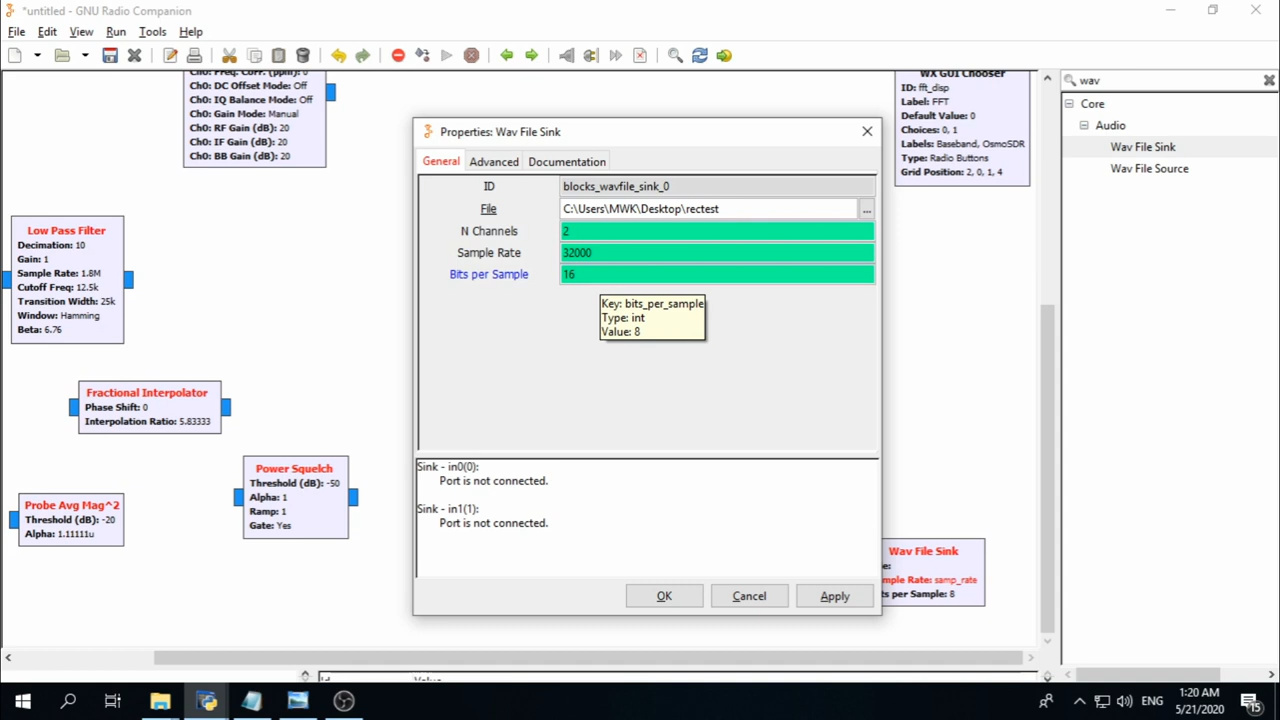 *untitled - GNU Radio Companion
File Edit View Run Tools Help
Ch0: Freq. Corr. (ppm): 0
Ch0: DC Offset Mode: Off
Ch0: IQ Balance Mode: Off
Ch0: Gain Mode: Manual
Ch0: RF Gain (dB): 20
Ch0: IF Gain (dB): 20
Ch0: BB Gain (dB): 20
Low Pass Filter
Decimation: 10
Gain: 1
Sample Rate: 1.8M
Cutoff Freq: 12.5k
Transition Width: 25k
Window: Hamming
Beta: 6.76
Fractional Interpolator
Phase Shift: 0
Interpolation Ratio: 5.83333
Power Squelch
Threshold (dB): -50
Alpha: 1
Ramp: 1
Gate: Yes
Probe Avg Mag^2
Threshold (dB): -20
Alpha: 1.11111u
Properties: Wav File Sink
General Advanced Documentation
ID blocks_wavfile_sink_0
File C:\Users\MWK\Desktop\rectest ...
N Channels 2
Sample Rate 32000
Bits per Sample 16
Key: bits_per_sample
Type: int
Value: 8
Sink - in0(0):
Port is not connected.
Sink - in1(1):
Port is not connected.
OK Cancel Apply
WX GUI Chooser
ID: fft_disp
Label: FFT
Default Value: 0
Choices: 0, 1
Labels: Baseband, OsmoSDR
Type: Radio Buttons
Grid Position: 2, 0, 1, 4
Wav File Sink
e:
mple Rate: samp_rate
ts per Sample: 8
wav
Core
Audio
Wav File Sink
Wav File Source
Id Value
ENG
1:20 AM
5/21/2020
15